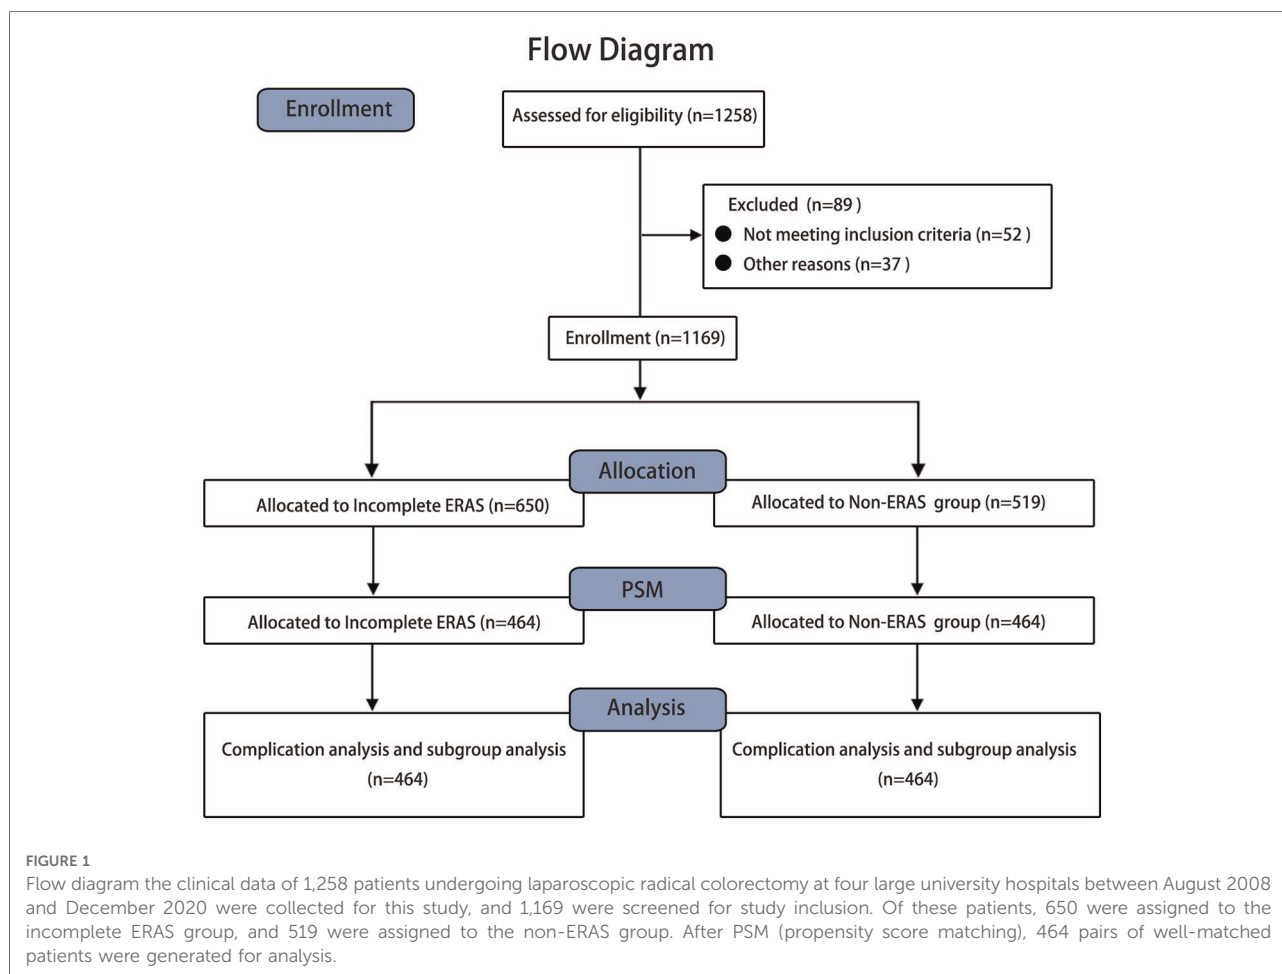 Flow Diagram
Enrollment
Assessed for eligibility (n=1258)
Excluded (n=89 )
● Not meeting inclusion criteria (n=52 )
● Other reasons (n=37 )
Enrollment (n=1169)
Allocation
Allocated to Incomplete ERAS (n=650)
Allocated to Non-ERAS group (n=519)
PSM
Allocated to Incomplete ERAS (n=464)
Allocated to Non-ERAS group (n=464)
Analysis
Complication analysis and subgroup analysis
(n=464)
Complication analysis and subgroup analysis
(n=464)
FIGURE 1
Flow diagram the clinical data of 1,258 patients undergoing laparoscopic radical colorectomy at four large university hospitals between August 2008
and December 2020 were collected for this study, and 1,169 were screened for study inclusion. Of these patients, 650 were assigned to the
incomplete ERAS group, and 519 were assigned to the non-ERAS group. After PSM (propensity score matching), 464 pairs of well-matched
patients were generated for analysis.